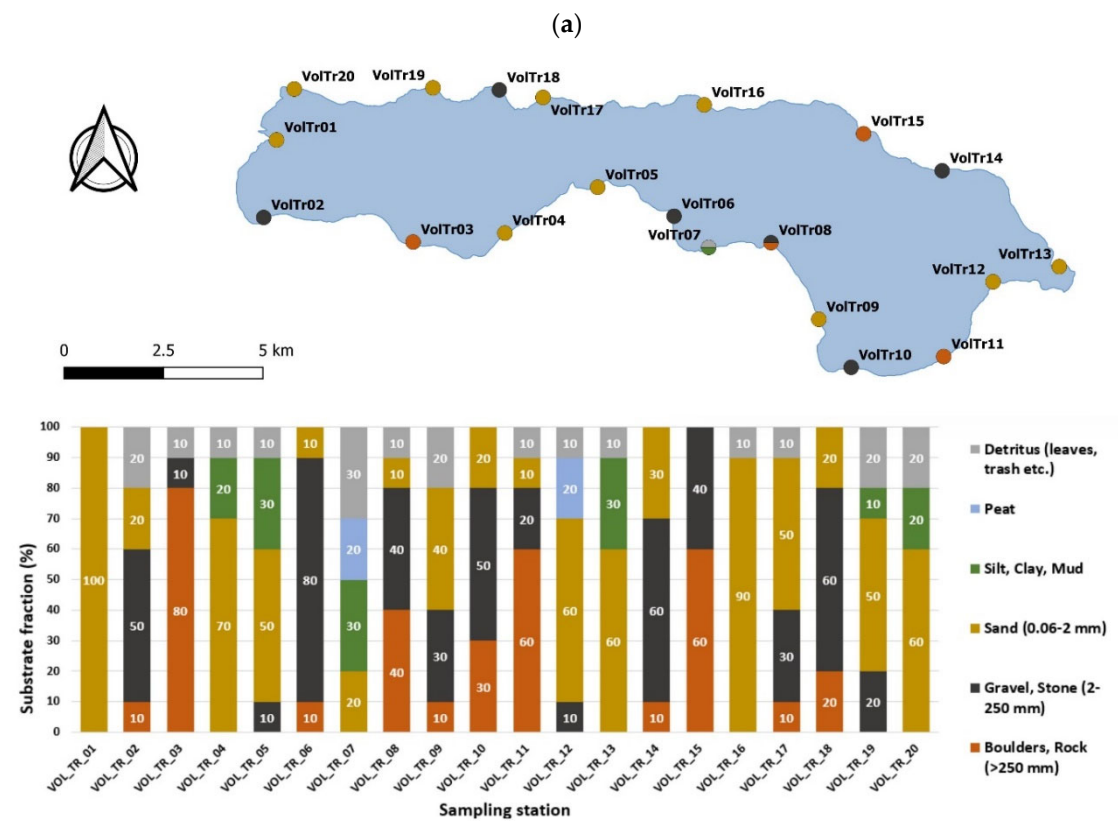 (a)
VolTr20
VolTr19
VolTr18
VolTr17
VolTr16
VolTr01
VolTr15
VolTr14
VolTr05
VolTr02
VolTr06
VolTr03
VolTr04
VolTr07
VolTr08
VolTr13
VolTr12
VolTr09
VolTr11
VolTr10
0 2.5 5 km
Substrate fraction (%)
100
90
80
70
60
50
40
30
20
10
0
100
20 20 50 10
10 10 80
10 20 70
10 30 50 10
10 80 10
30 20 30 20
10 10 40 40
20 40 30 10
20 50 30
10 10 20 60
10 20 60 10
10 30 60
30 60 10
40 60
10 90
10 50 30 10
20 60 20
20 10 50 20
20 20 60
VOL_TR_01
VOL_TR_02
VOL_TR_03
VOL_TR_04
VOL_TR_05
VOL_TR_06
VOL_TR_07
VOL_TR_08
VOL_TR_09
VOL_TR_10
VOL_TR_11
VOL_TR_12
VOL_TR_13
VOL_TR_14
VOL_TR_15
VOL_TR_16
VOL_TR_17
VOL_TR_18
VOL_TR_19
VOL_TR_20
Sampling station
Detritus (leaves,
trash etc.)
Peat
Silt, Clay, Mud
Sand (0.06-2 mm)
Gravel, Stone (2-
250 mm)
Boulders, Rock
(>250 mm)